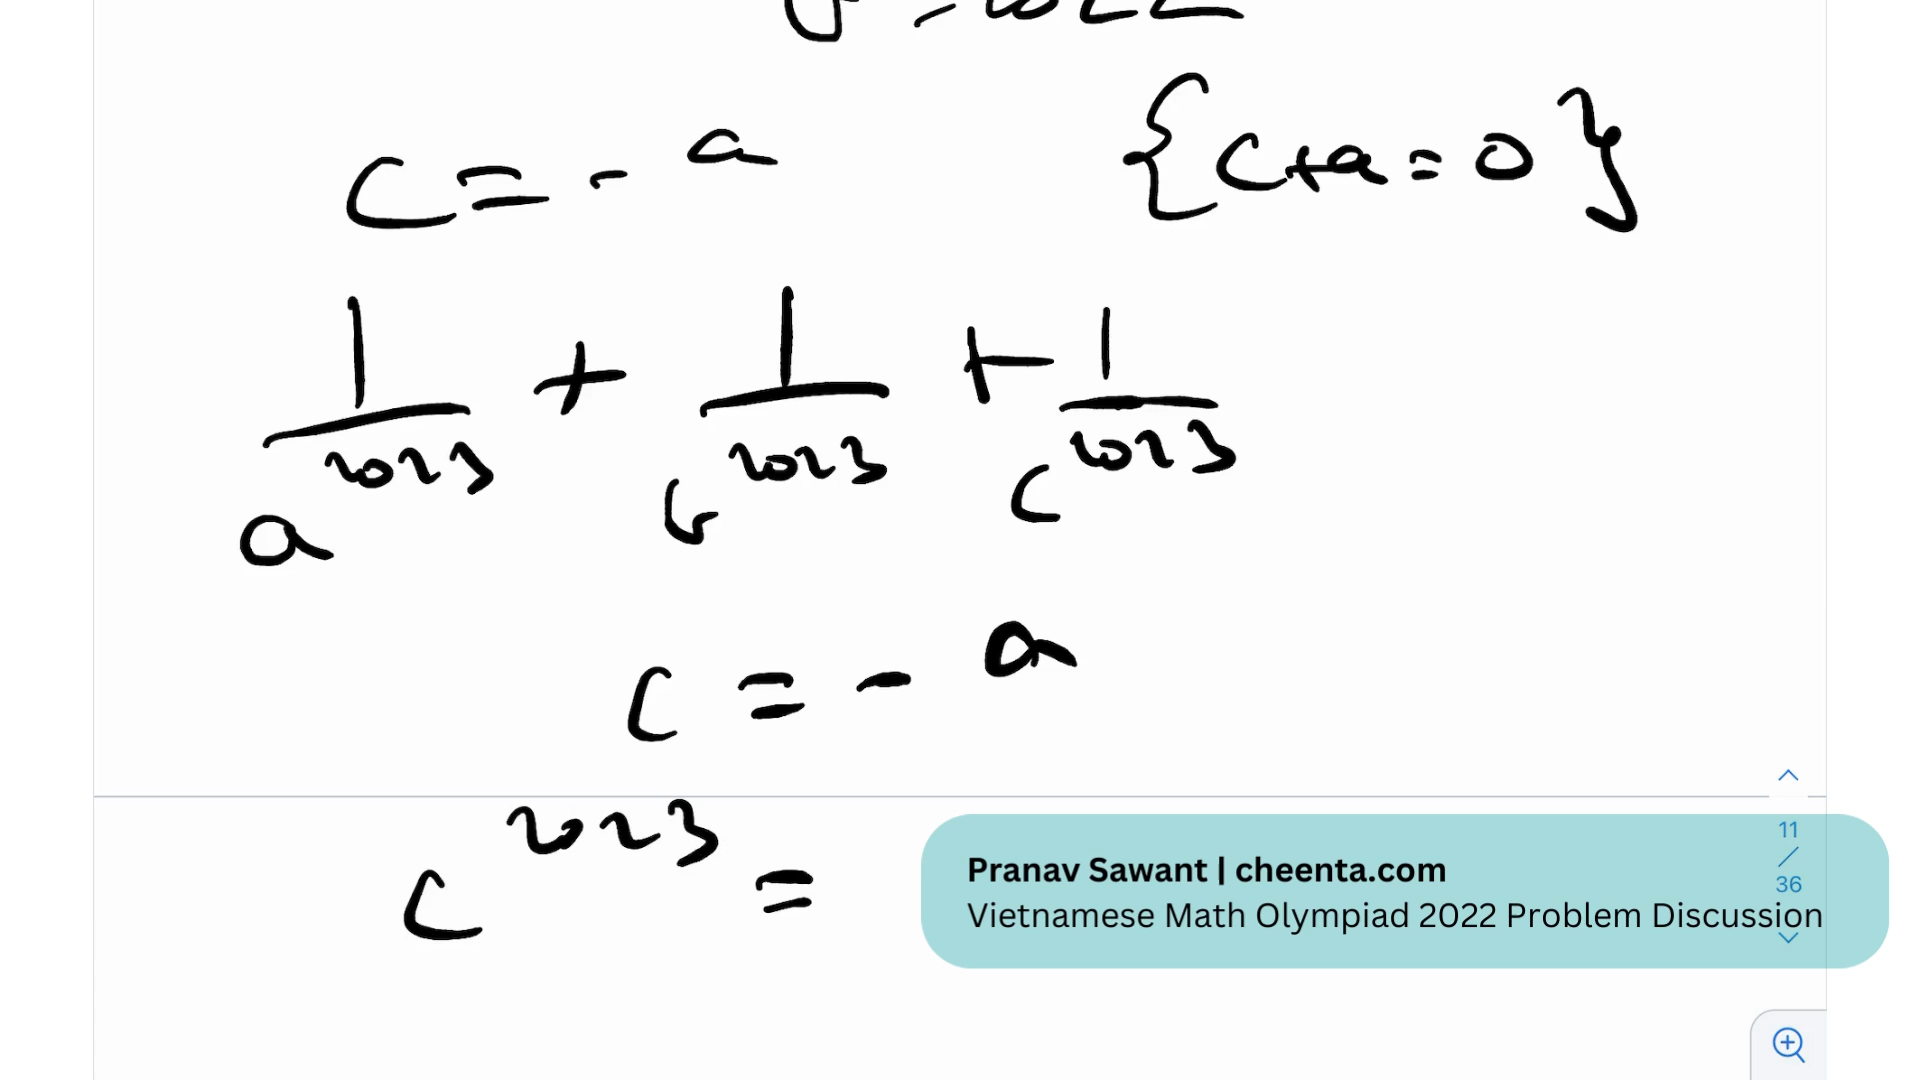 b = 2022
c = - a {c+a = 0}
1/a^2023 + 1/b^2023 + 1/c^2023
c = - a
c^2023 =
11
/
36
Pranav Sawant | cheenta.com
Vietnamese Math Olympiad 2022 Problem Discussion